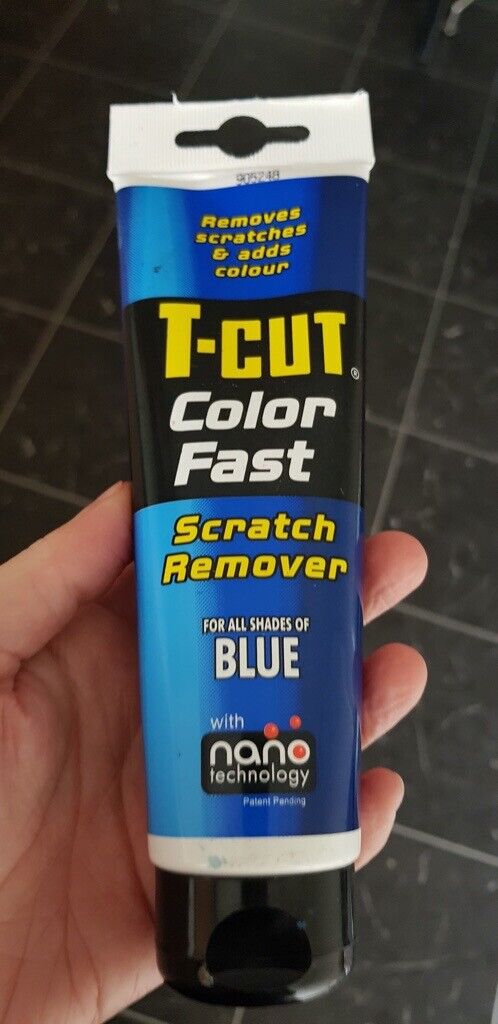 905248
Removes
scratches
& adds
colour
T-CUT®
Color
Fast
Scratch
Remover
FOR ALL SHADES OF
BLUE
with
nano
technology
Patent Pending